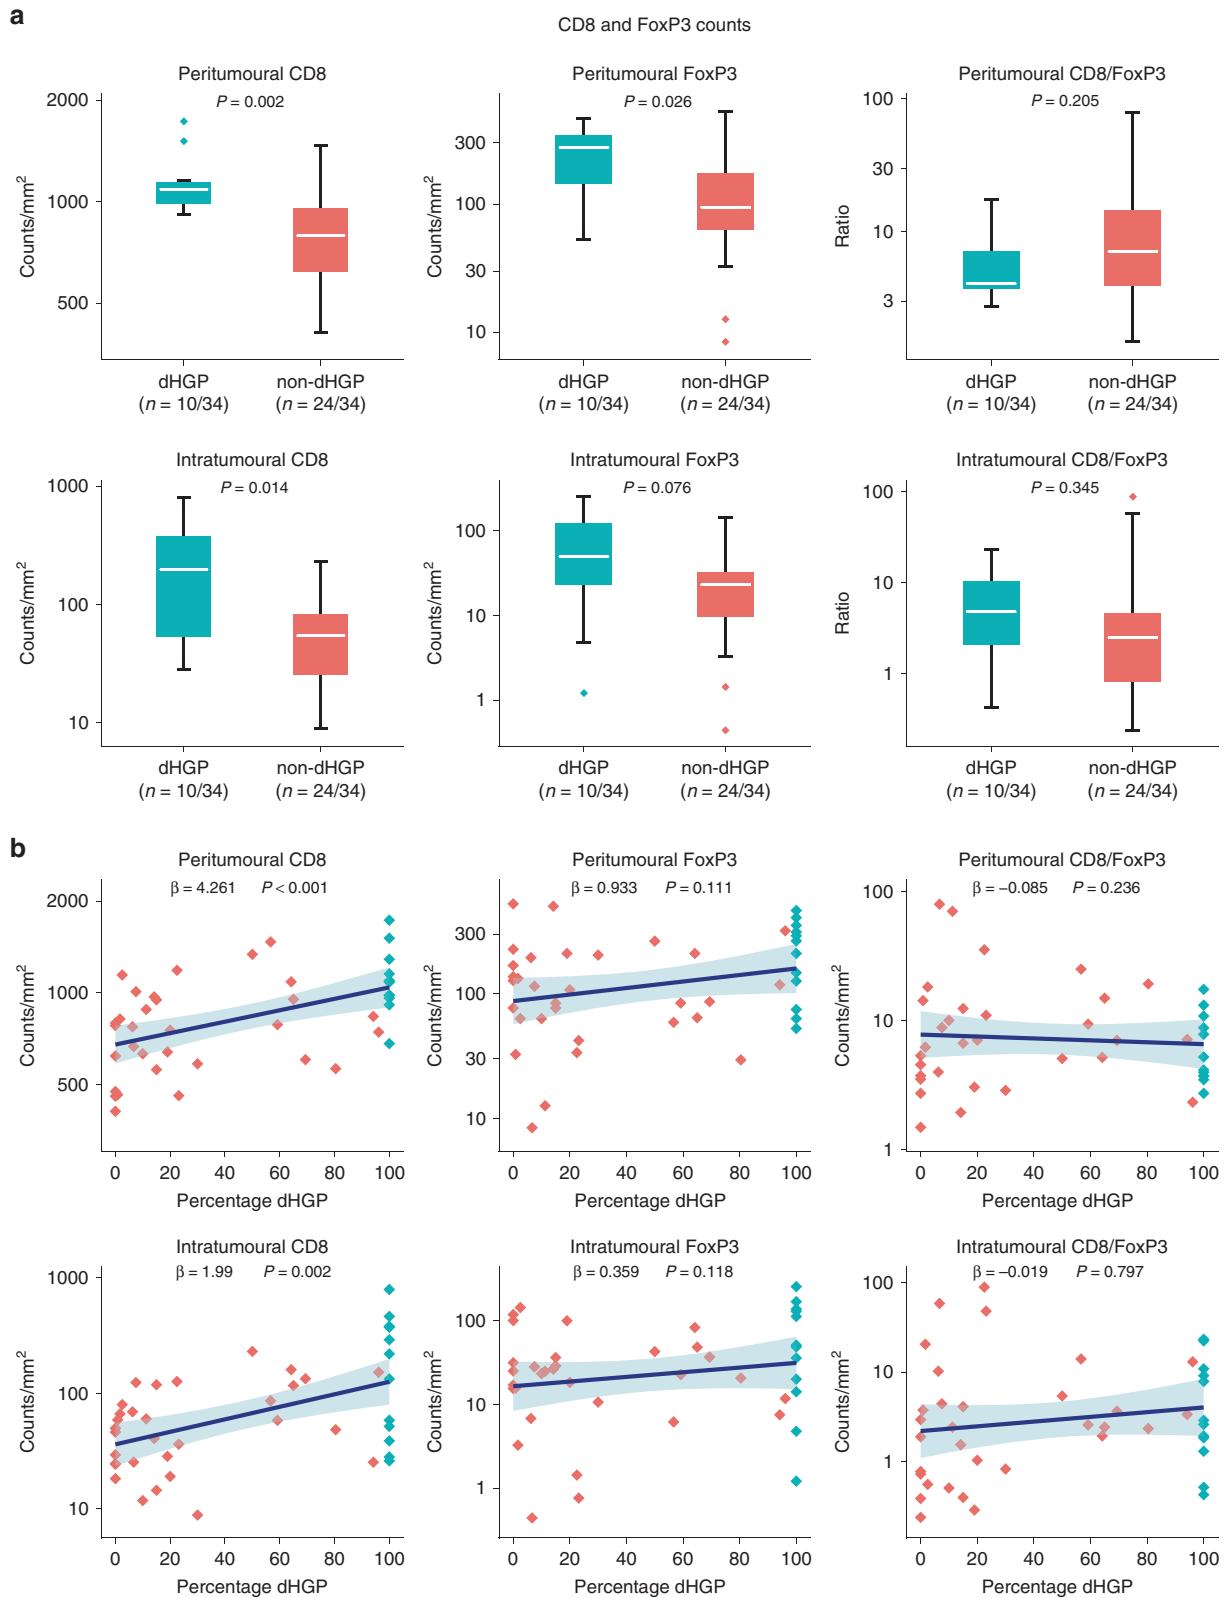 a
CD8 and FoxP3 counts
Peritumoural CD8
P = 0.002
Counts/mm2
2000
1000
500
dHGP
(n = 10/34)
non-dHGP
(n = 24/34)
Peritumoural FoxP3
P = 0.026
Counts/mm2
300
100
30
10
dHGP
(n = 10/34)
non-dHGP
(n = 24/34)
Peritumoural CD8/FoxP3
P = 0.205
Ratio
100
30
10
3
dHGP
(n = 10/34)
non-dHGP
(n = 24/34)
Intratumoural CD8
P = 0.014
Counts/mm2
1000
100
10
dHGP
(n = 10/34)
non-dHGP
(n = 24/34)
Intratumoural FoxP3
P = 0.076
Counts/mm2
100
10
1
dHGP
(n = 10/34)
non-dHGP
(n = 24/34)
Intratumoural CD8/FoxP3
P = 0.345
Ratio
100
10
1
dHGP
(n = 10/34)
non-dHGP
(n = 24/34)
b
Peritumoural CD8
β = 4.261 P < 0.001
Counts/mm2
2000
1000
500
0 20 40 60 80 100
Percentage dHGP
Peritumoural FoxP3
β = 0.933 P = 0.111
Counts/mm2
300
100
30
10
0 20 40 60 80 100
Percentage dHGP
Peritumoural CD8/FoxP3
β = −0.085 P = 0.236
Counts/mm2
100
10
1
0 20 40 60 80 100
Percentage dHGP
Intratumoural CD8
β = 1.99 P = 0.002
Counts/mm2
1000
100
10
0 20 40 60 80 100
Percentage dHGP
Intratumoural FoxP3
β = 0.359 P = 0.118
Counts/mm2
100
10
1
0 20 40 60 80 100
Percentage dHGP
Intratumoural CD8/FoxP3
β = −0.019 P = 0.797
Counts/mm2
100
10
1
0 20 40 60 80 100
Percentage dHGP